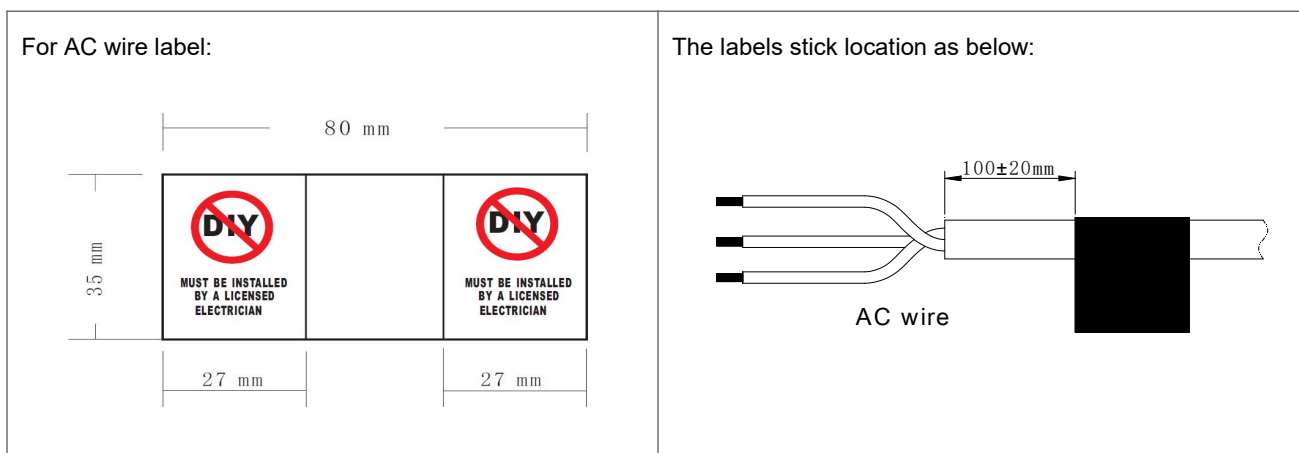 For AC wire label:
80 mm
35 mm
DIY
MUST BE INSTALLED
BY A LICENSED
ELECTRICIAN
DIY
MUST BE INSTALLED
BY A LICENSED
ELECTRICIAN
27 mm
27 mm
The labels stick location as below:
100±20mm
AC wire